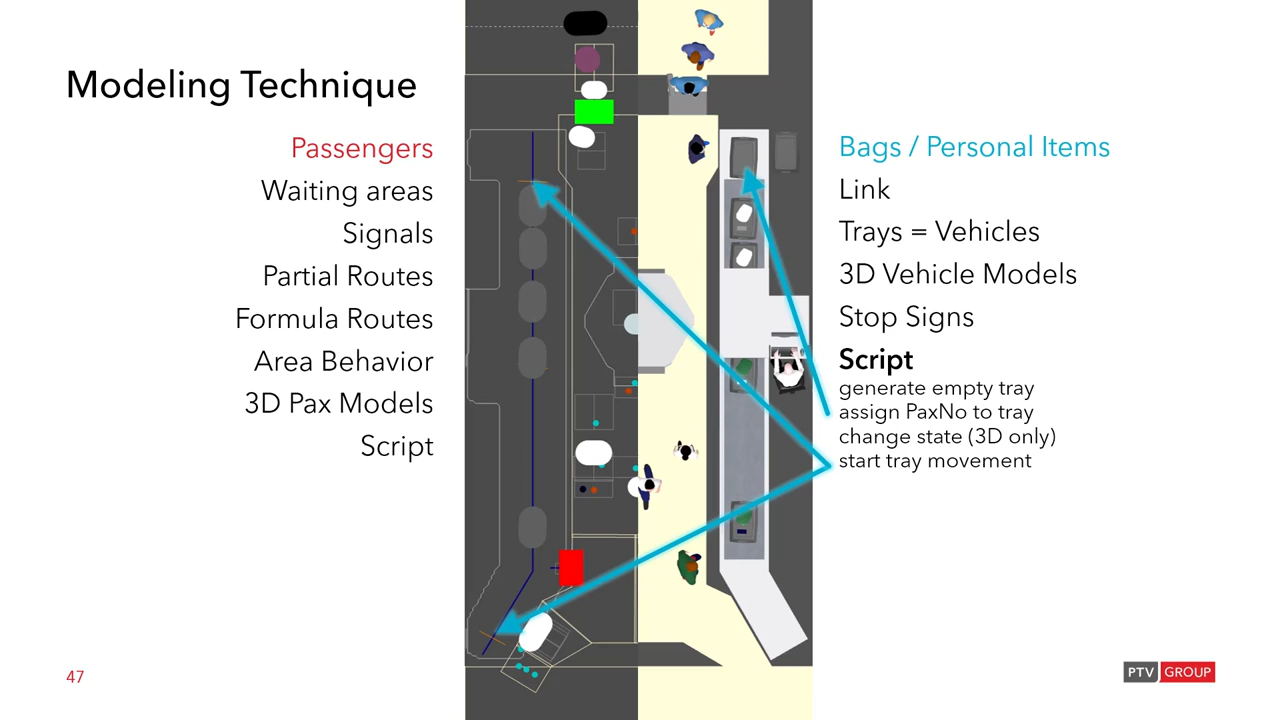 Modeling Technique
Passengers
Waiting areas
Signals
Partial Routes
Formula Routes
Area Behavior
3D Pax Models
Script
Bags / Personal Items
Link
Trays = Vehicles
3D Vehicle Models
Stop Signs
Script
generate empty tray
assign PaxNo to tray
change state (3D only)
start tray movement
47
PTV GROUP